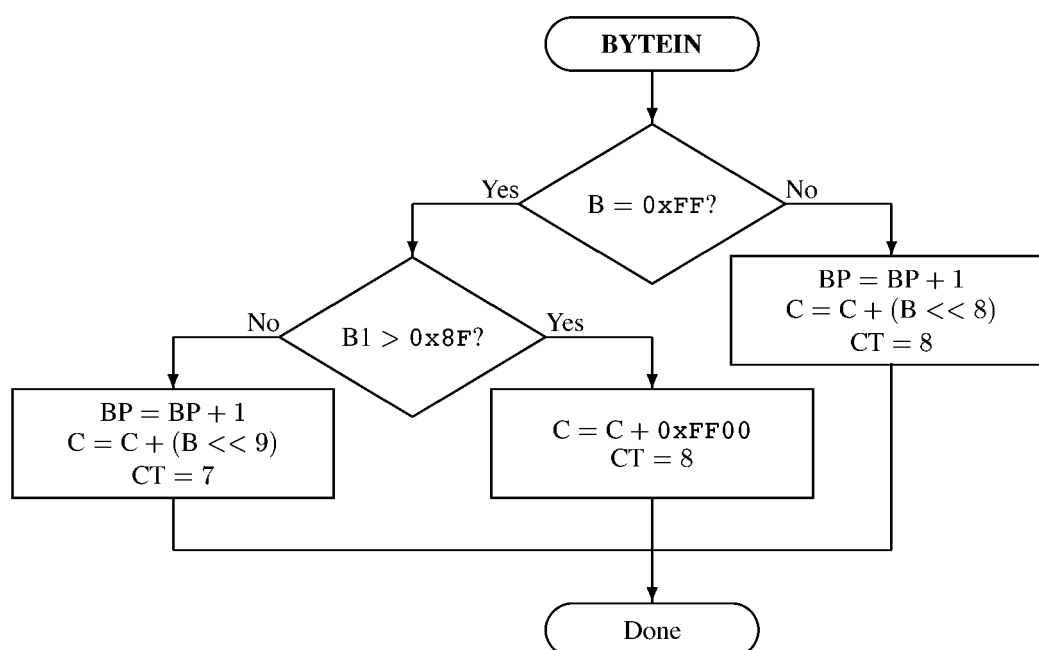 BYTEIN
Yes
B = 0xFF?
No
BP = BP + 1
C = C + (B << 8)
CT = 8
No
B1 > 0x8F?
Yes
BP = BP + 1
C = C + (B << 9)
CT = 7
C = C + 0xFF00
CT = 8
Done